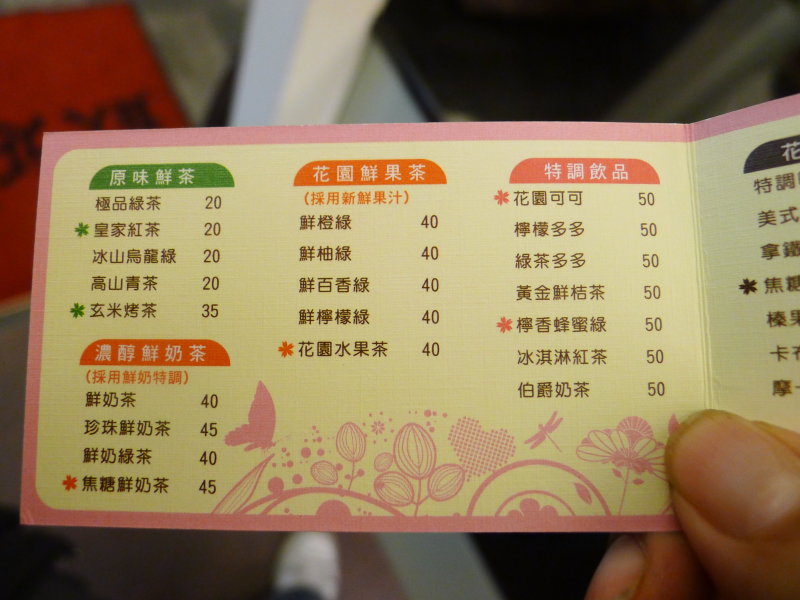 原味鮮茶
極品綠茶 20
皇家紅茶 20
冰山烏龍綠 20
高山青茶 20
玄米烤茶 35
濃醇鮮奶茶
(採用鮮奶特調)
鮮奶茶 40
珍珠鮮奶茶 45
鮮奶綠茶 40
焦糖鮮奶茶 45
花園鮮果茶
(採用新鮮果汁)
鮮橙綠 40
鮮柚綠 40
鮮百香綠 40
鮮檸檬綠 40
花園水果茶 40
特調飲品
花園可可 50
檸檬多多 50
綠茶多多 50
黃金鮮桔茶 50
檸香蜂蜜綠 50
冰淇淋紅茶 50
伯爵奶茶 50
花
特調
美式
拿鐵
焦糖
榛果
卡布
摩